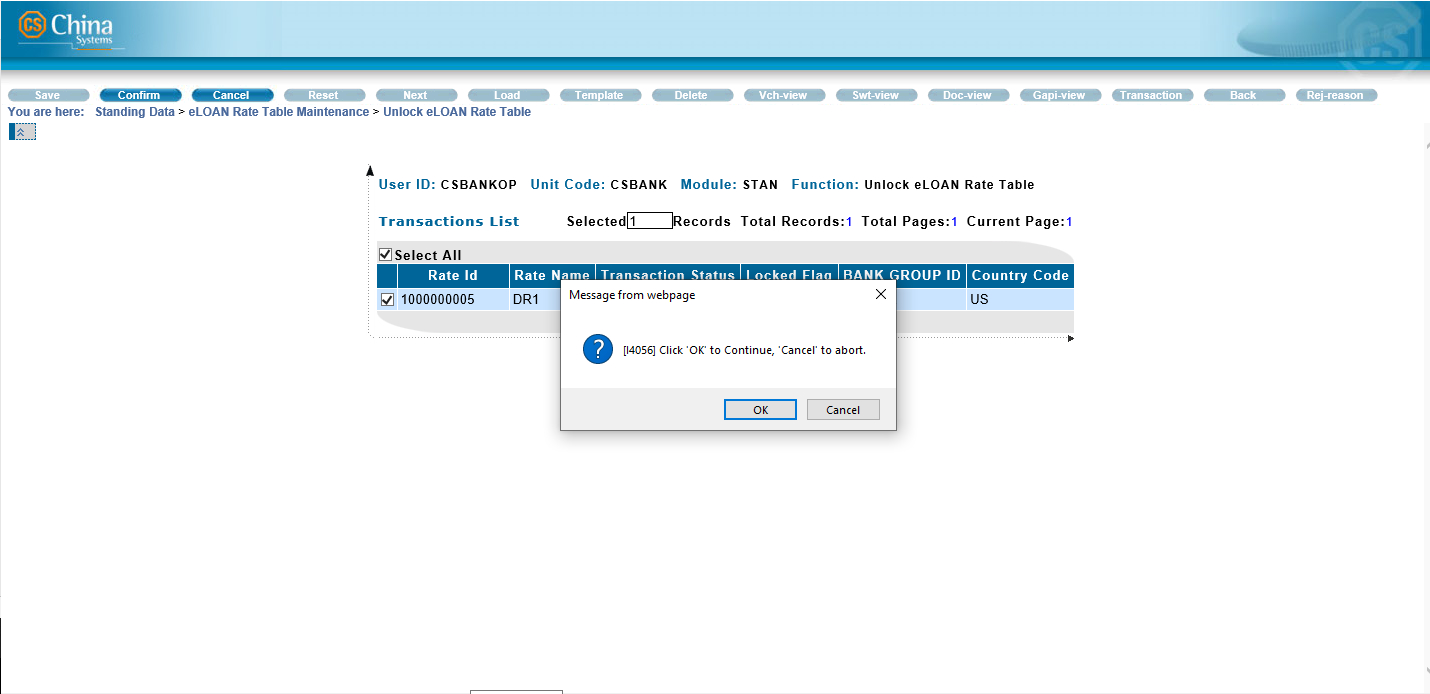 CS China
Systems
CS
Save Confirm Cancel Reset Next Load Template Delete Vch-view Swt-view Doc-view Gapi-view Transaction Back Rej-reason
You are here: Standing Data > eLOAN Rate Table Maintenance > Unlock eLOAN Rate Table
User ID: CSBANKOP Unit Code: CSBANK Module: STAN Function: Unlock eLOAN Rate Table
Transactions List Selected 1 Records Total Records:1 Total Pages:1 Current Page:1
Select All
Rate Id Rate Name Transaction Status Locked Flag BANK GROUP ID Country Code
1000000005 DR1 US
Message from webpage
?
[I4056] Click 'OK' to Continue, 'Cancel' to abort.
OK Cancel